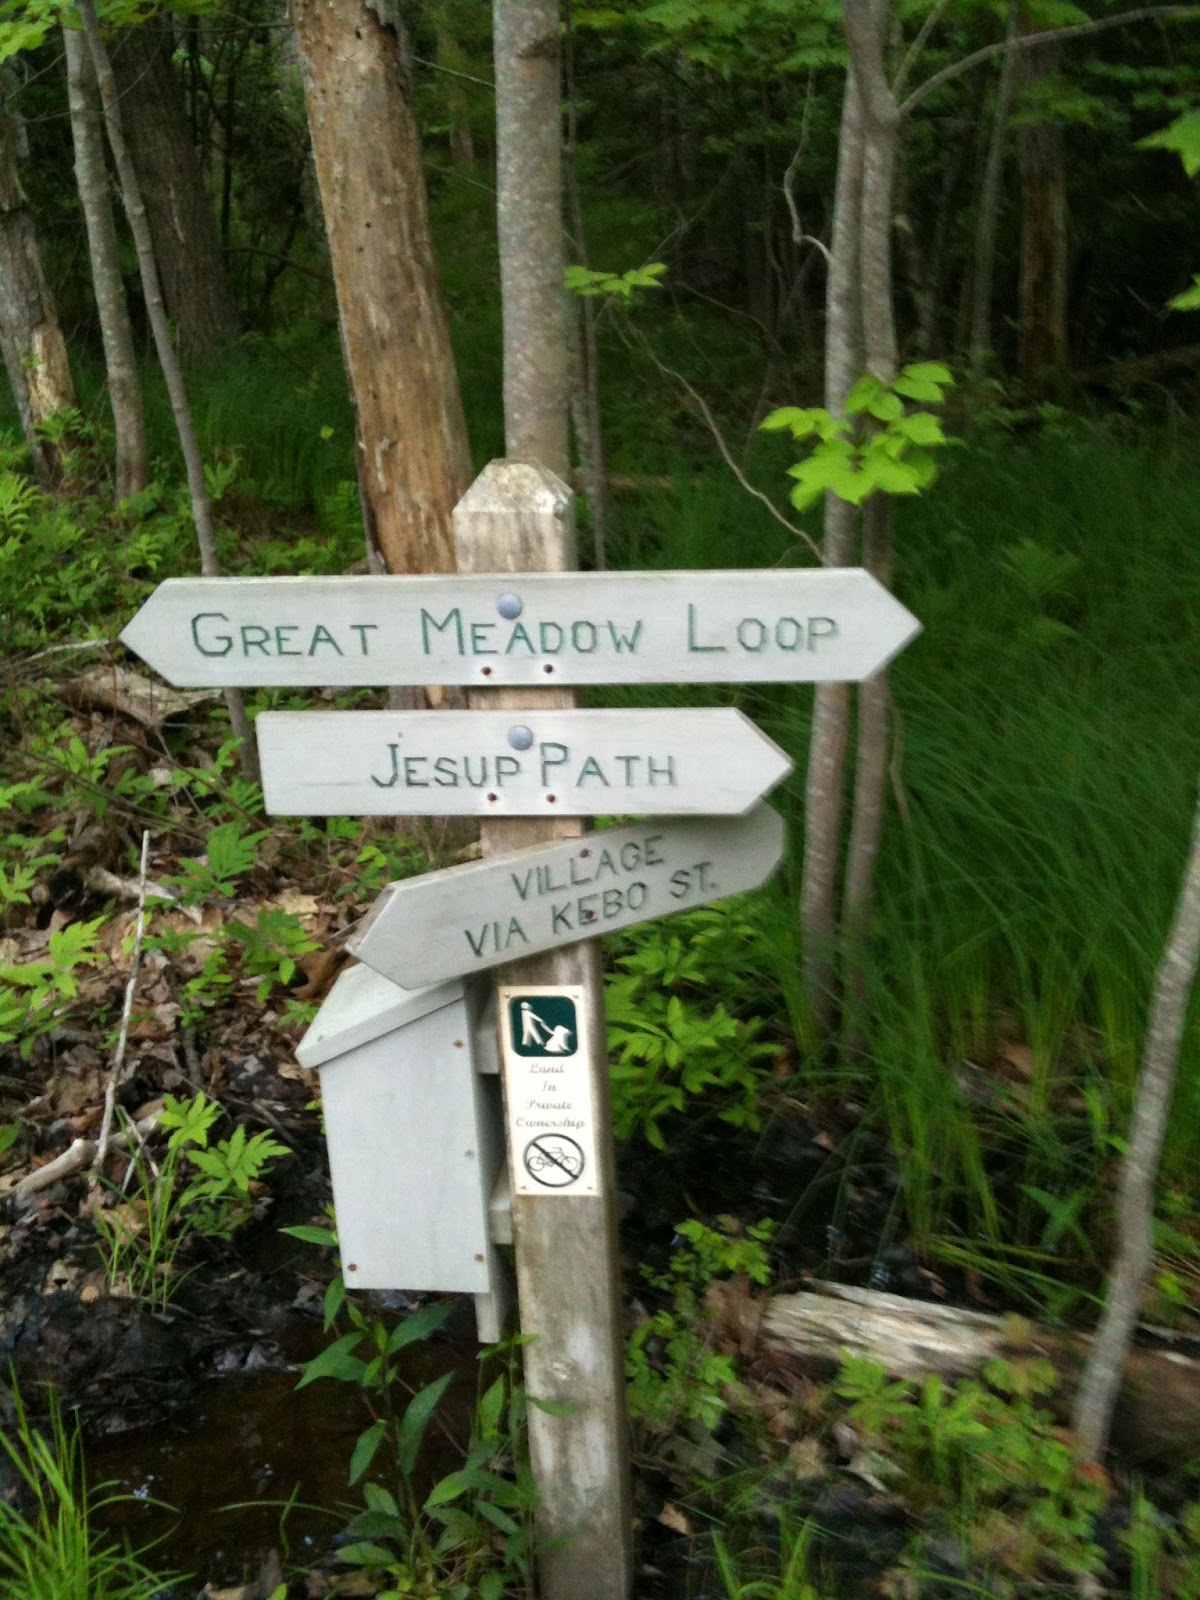 GREAT MEADOW LOOP
JESUP PATH
VILLAGE
VIA KEBO ST.
Land
In
Private
Ownership